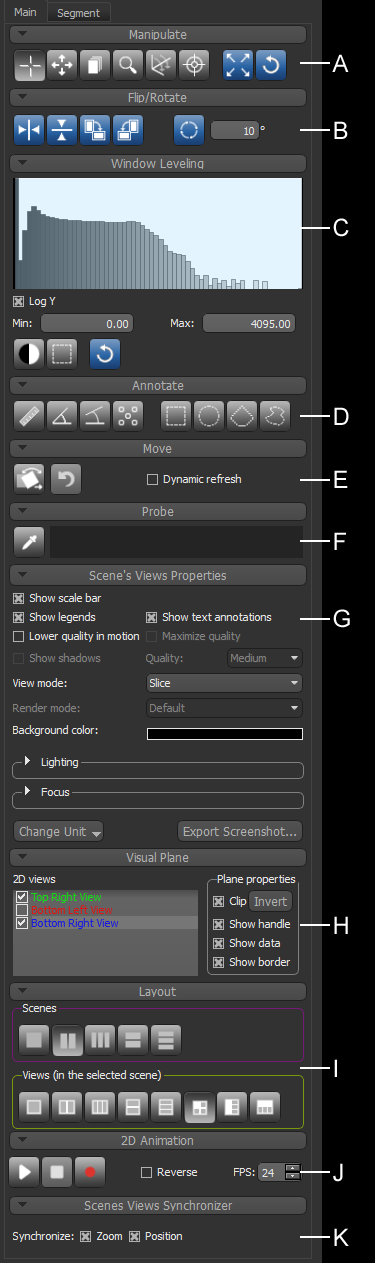 Main Segment
Manipulate
A
Flip/Rotate
10 ° B
Window Leveling
C
Log Y
Min: 0.00 Max: 4095.00
Annotate
D
Move
Dynamic refresh E
Probe
F
Scene's Views Properties
Show scale bar
Show legends Show text annotations G
Lower quality in motion Maximize quality
Show shadows Quality: Medium
View mode: Slice
Render mode: Default
Background color:
Lighting
Focus
Change Unit Export Screenshot...
Visual Plane
2D views Plane properties
Top Right View Clip Invert
Bottom Left View
Bottom Right View Show handle H
Show data
Show border
Layout
Scenes
I
Views (in the selected scene)
2D Animation
Reverse FPS: 24 J
Scenes Views Synchronizer
Synchronize: Zoom Position K